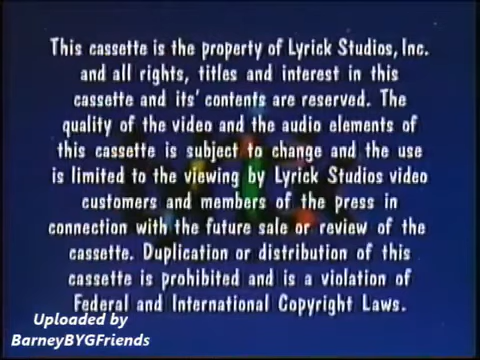 This cassette is the property of Lyrick Studios, Inc.
and all rights, titles and interest in this
cassette and its' contents are reserved. The
quality of the video and the audio elements of
this cassette is subject to change and the use
is limited to the viewing by Lyrick Studios video
customers and members of the press in
connection with the future sale or review of the
cassette. Duplication or distribution of this
cassette is prohibited and is a violation of
Federal and International Copyright Laws.
Uploaded by
BarneyBYGFriends